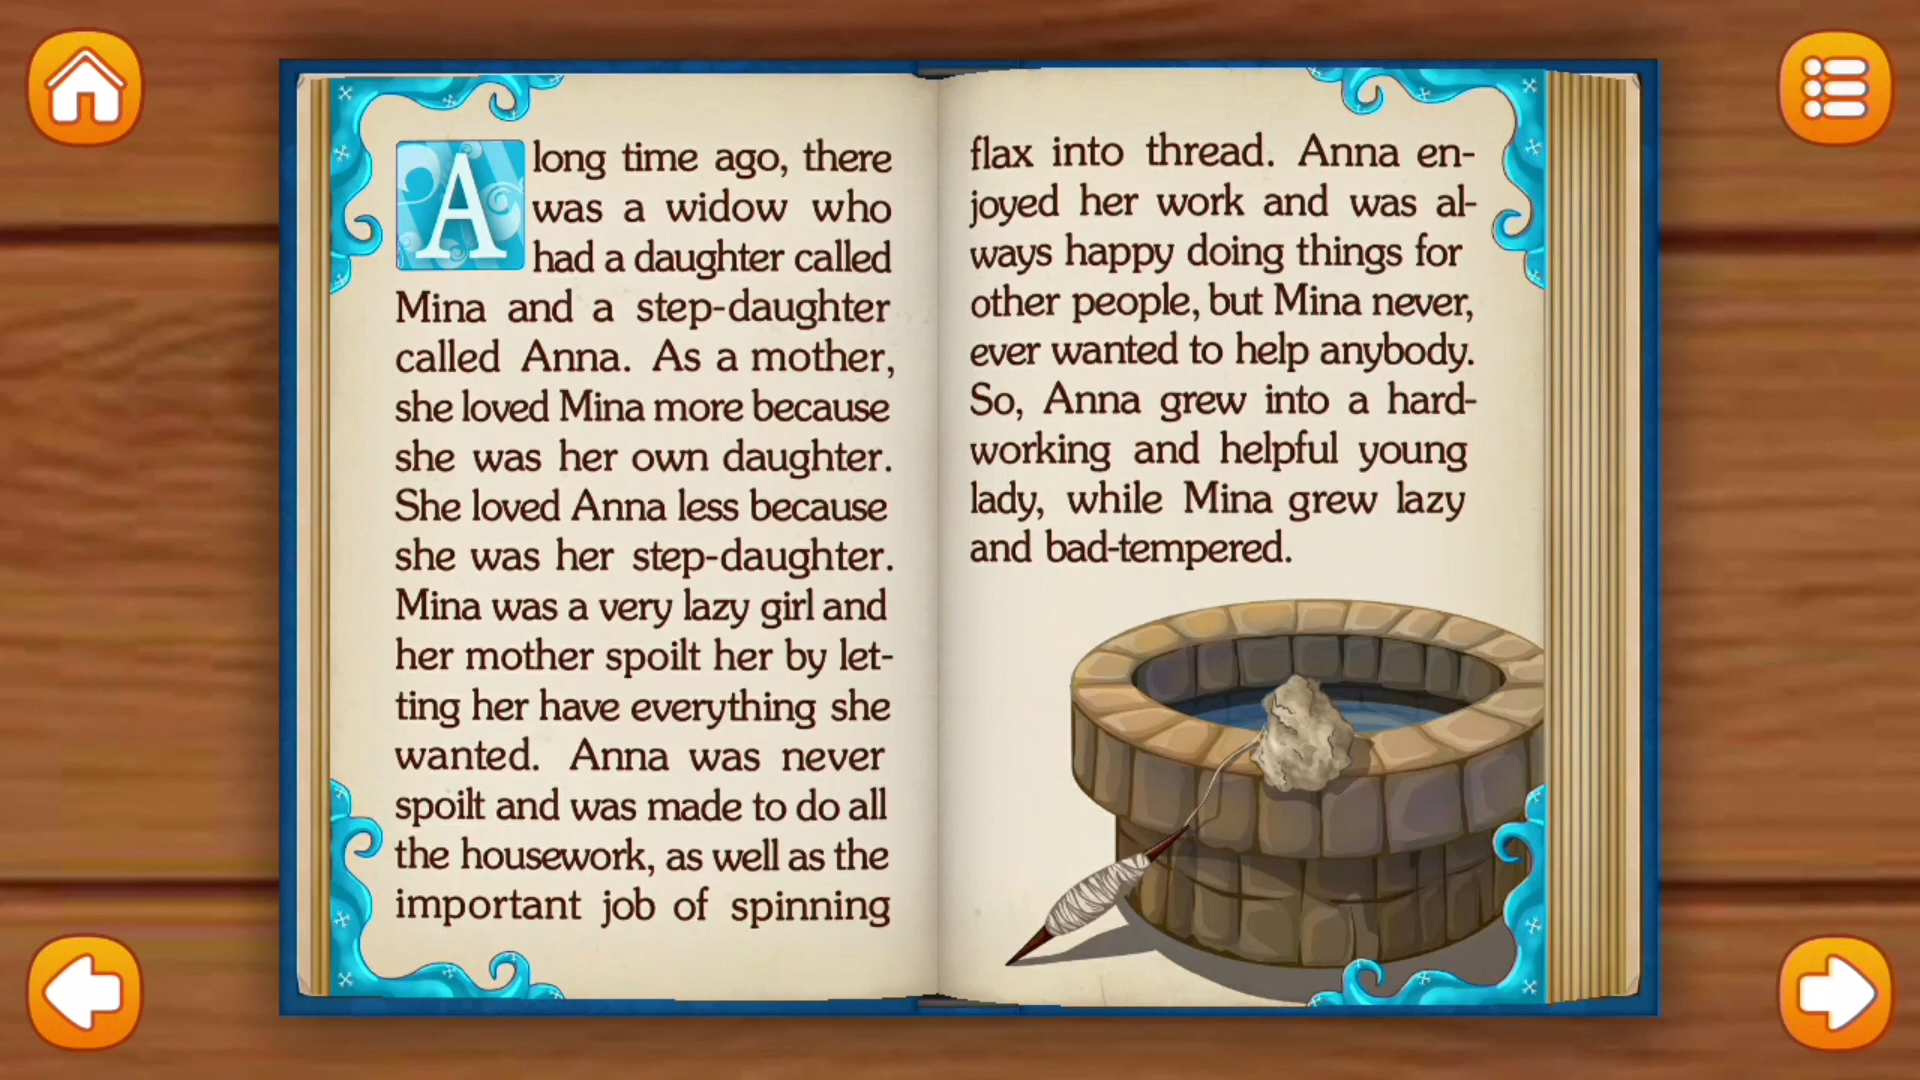 A long time ago, there
was a widow who
had a daughter called
Mina and a step-daughter
called Anna. As a mother,
she loved Mina more because
she was her own daughter.
She loved Anna less because
she was her step-daughter.
Mina was a very lazy girl and
her mother spoilt her by let-
ting her have everything she
wanted. Anna was never
spoilt and was made to do all
the housework, as well as the
important job of spinning
flax into thread. Anna en-
joyed her work and was al-
ways happy doing things for
other people, but Mina never,
ever wanted to help anybody.
So, Anna grew into a hard-
working and helpful young
lady, while Mina grew lazy
and bad-tempered.